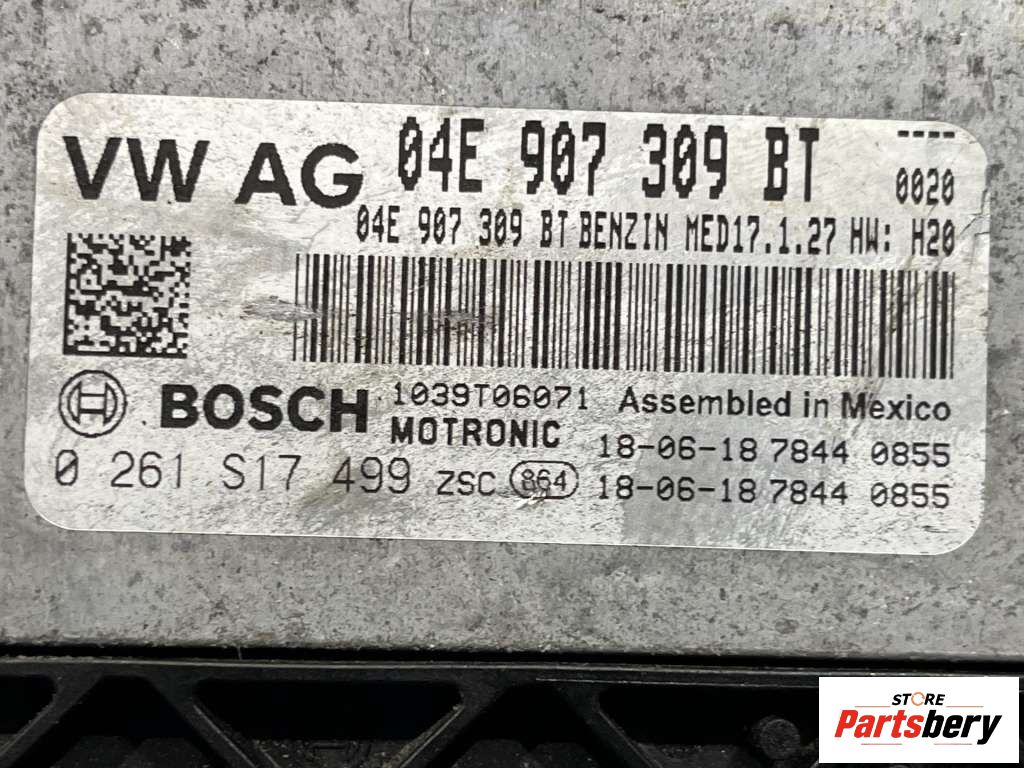 VW AG 04E 907 309 BT ----
0020
04E 907 309 BT BENZIN MED17.1.27 HW: H20
BOSCH 1039T06071 Assembled in Mexico
MOTRONIC 18-06-18 7844 0855
0 261 S17 499 ZSC 864 18-06-18 7844 0855
STORE
Partsbery